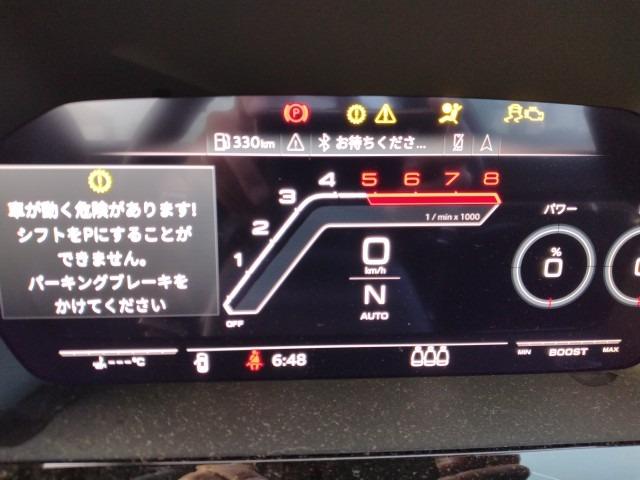 330km
お待ちくださ...
車が動く危険があります!
シフトをPにすることが
できません。
パーキングブレーキを
かけてください
1 2 3 4 5 6 7 8
1 / min x 1000
OFF
0
km/h
N
AUTO
パワー
%
0
---°C
6:48
MIN BOOST MAX